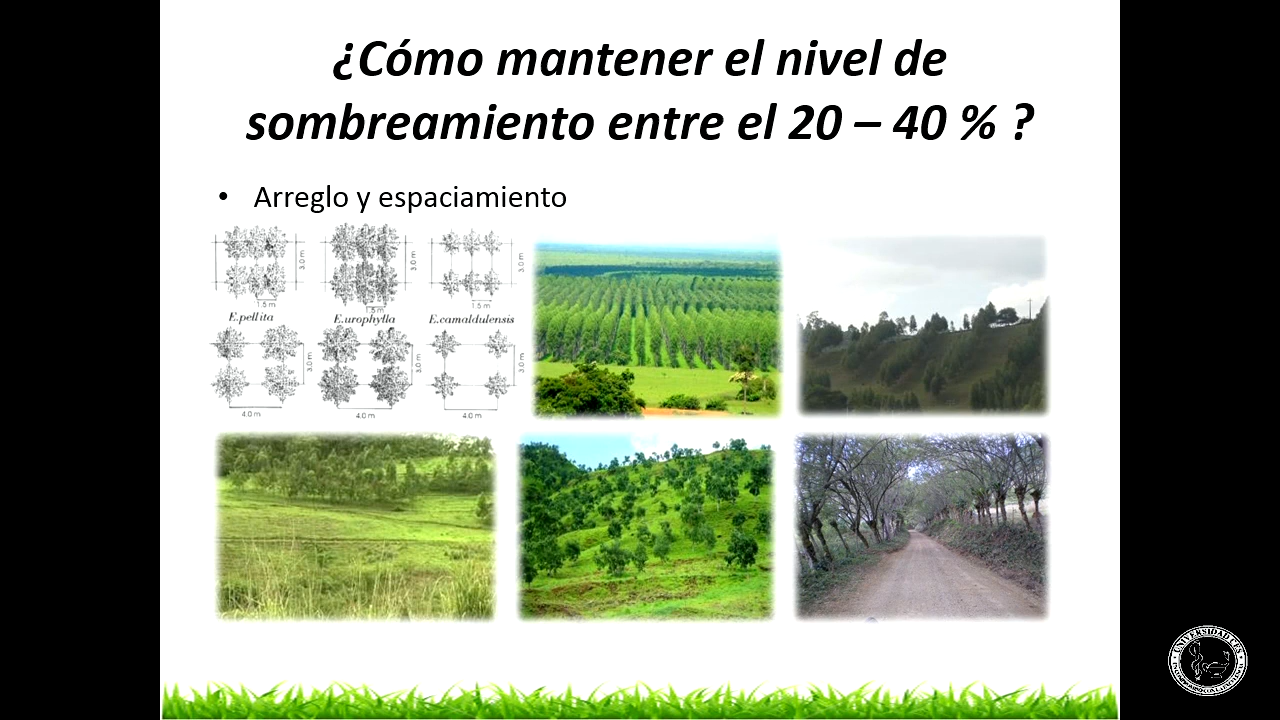 ¿Cómo mantener el nivel de
sombreamiento entre el 20 – 40 % ?
• Arreglo y espaciamiento
3.0 m
3.0 m
3.0 m
1.5 m
1.5 m
1.5 m
E.pellita
E.urophylla
E.camaldulensis
3.0 m
3.0 m
3.0 m
4.0 m
4.0 m
4.0 m